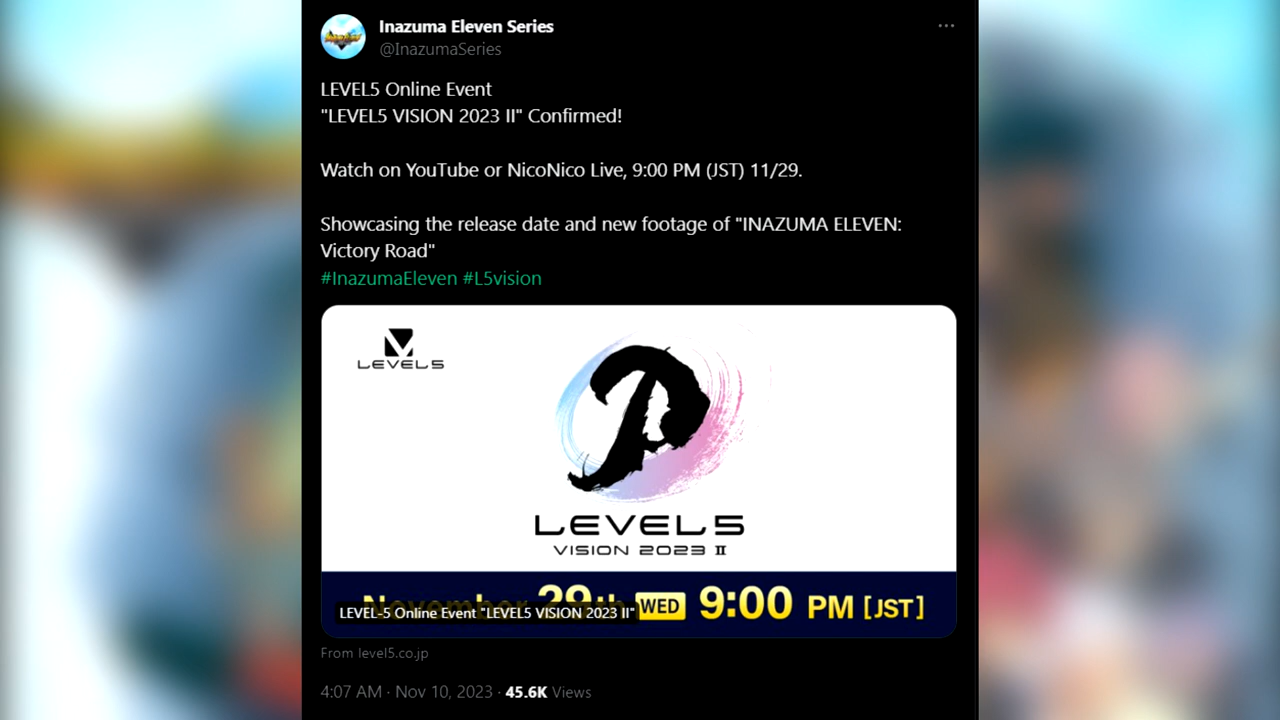 Inazuma Eleven Series
@InazumaSeries
LEVEL5 Online Event
"LEVEL5 VISION 2023 II" Confirmed!
Watch on YouTube or NicoNico Live, 9:00 PM (JST) 11/29.
Showcasing the release date and new footage of "INAZUMA ELEVEN:
Victory Road"
#InazumaEleven #L5vision
LEVEL5
LEVEL5
VISION 2023 II
November 29th WED 9:00 PM [JST]
LEVEL-5 Online Event "LEVEL5 VISION 2023 II"
From level5.co.jp
4:07 AM · Nov 10, 2023 · 45.6K Views